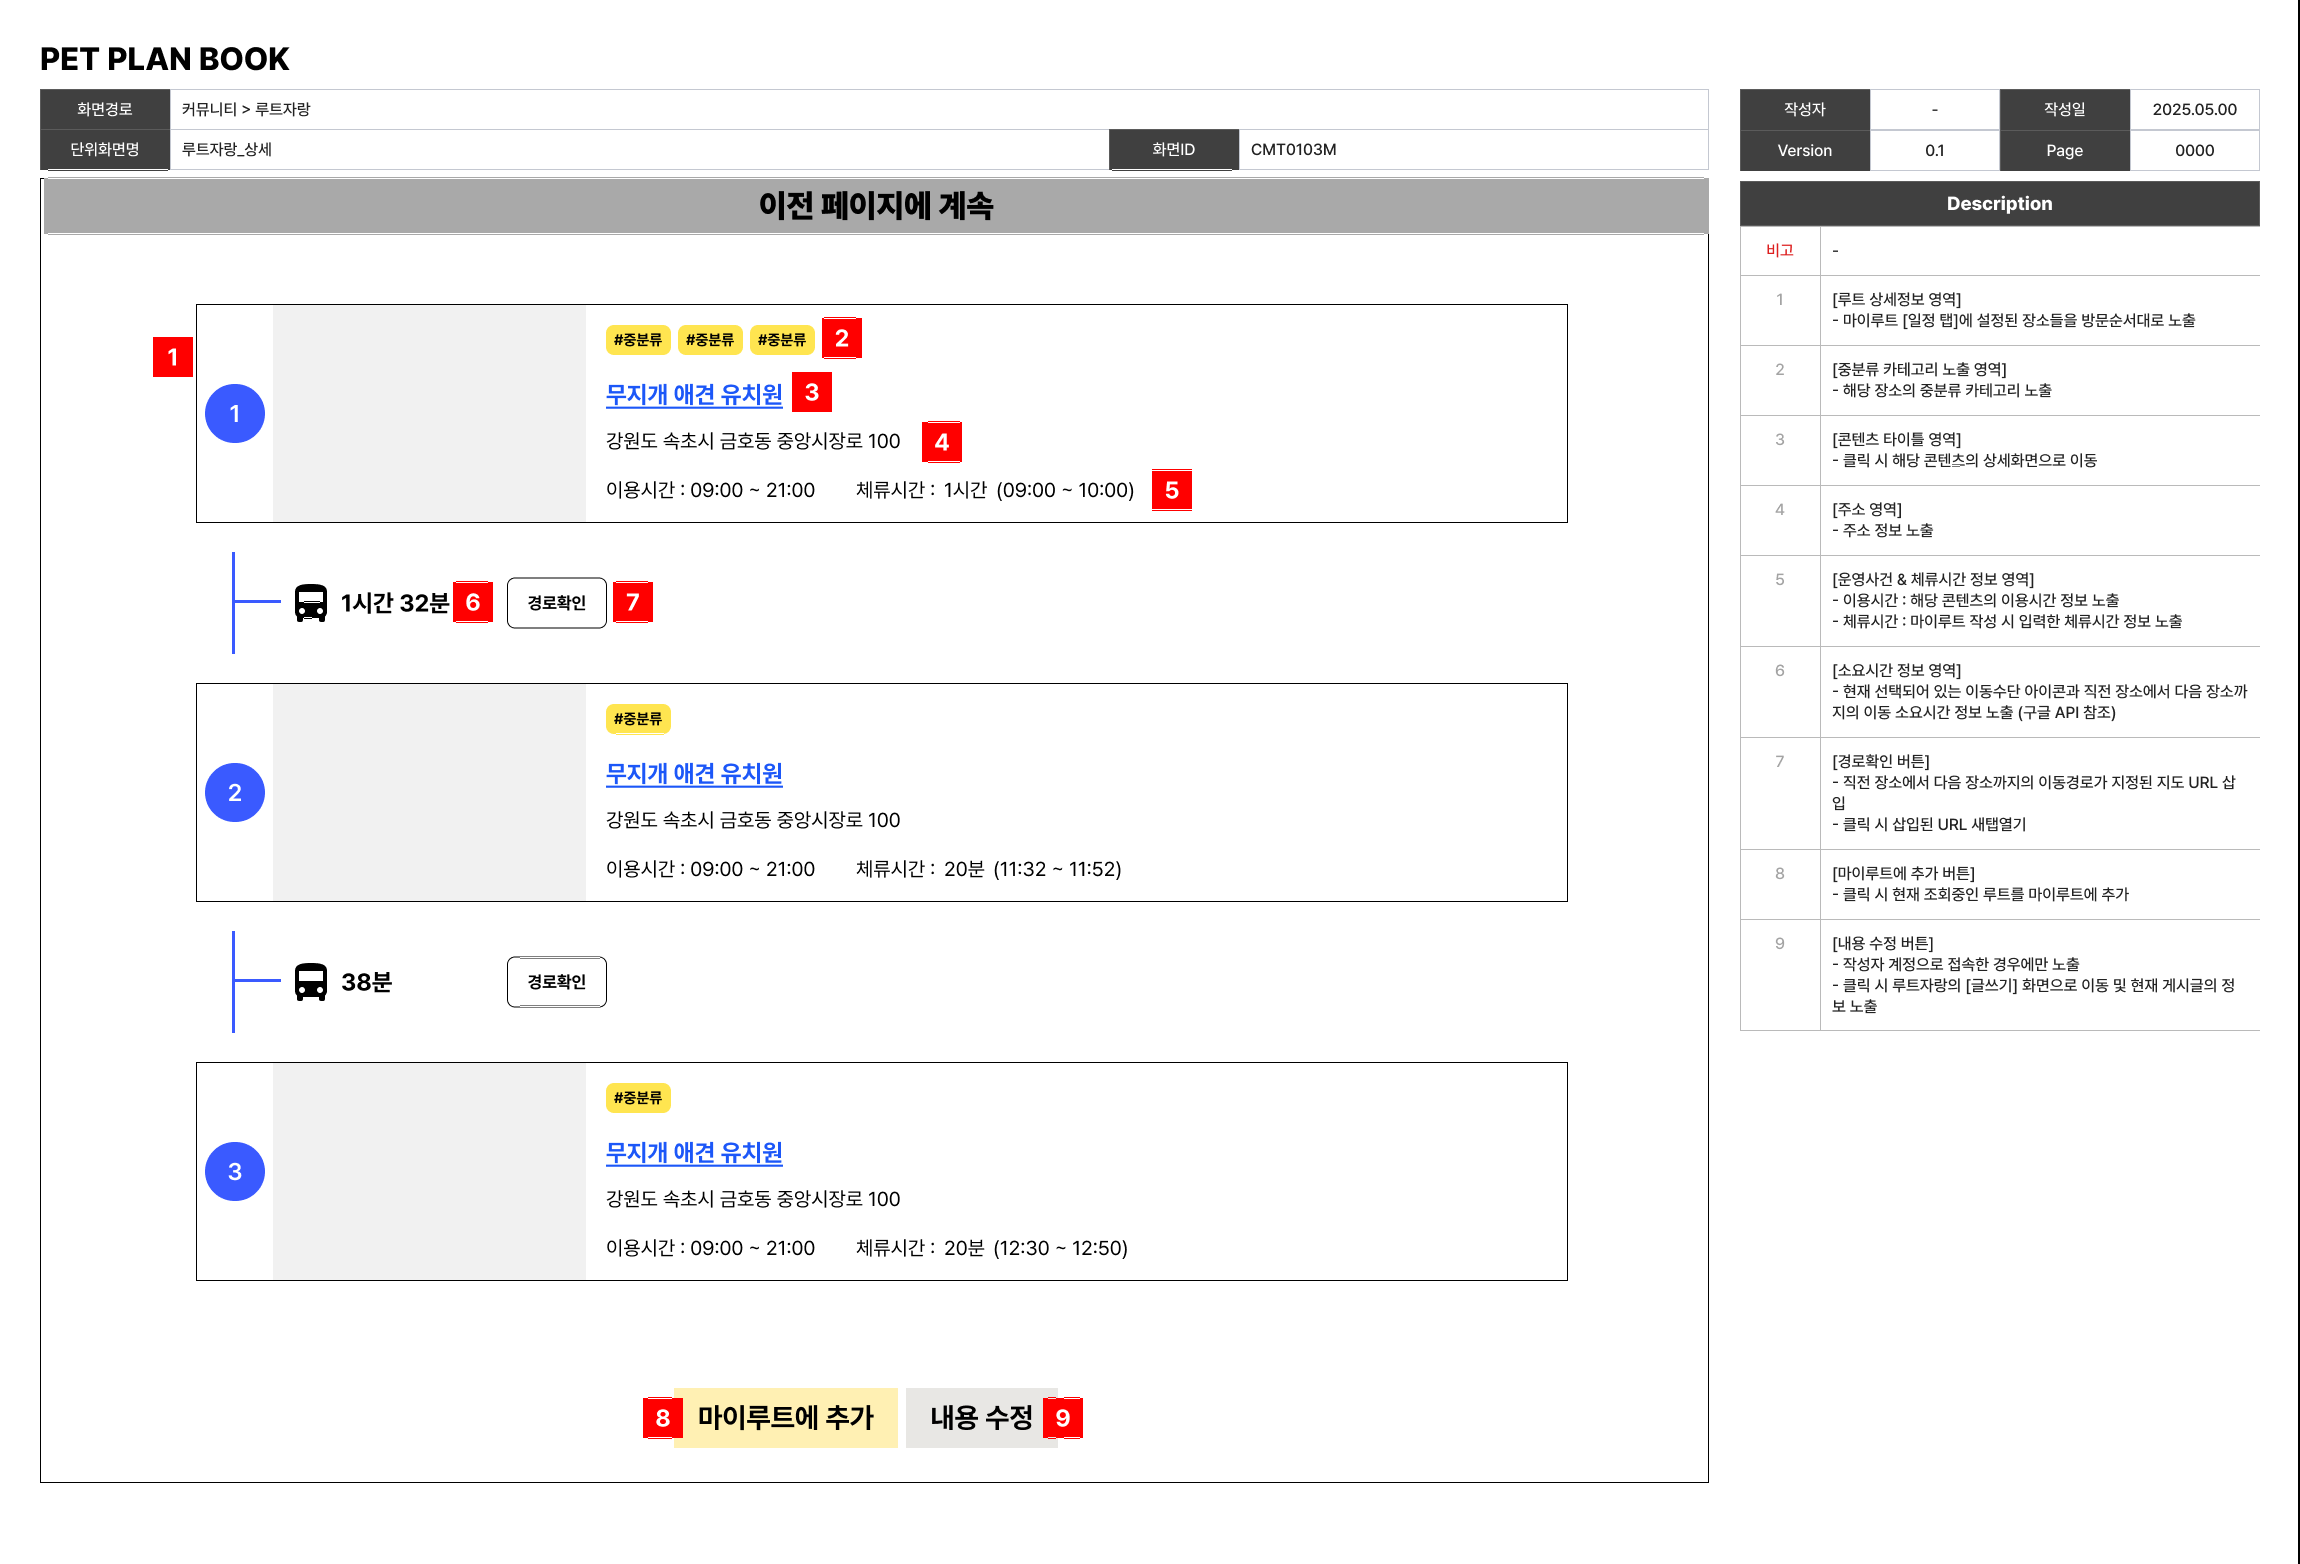 PET PLAN BOOK
화면경로 커뮤니티 > 루트자랑
단위화면명 루트자랑_상세 화면ID CMT0103M
작성자 - 작성일 2025.05.00
Version 0.1 Page 0000
이전 페이지에 계속
1
1
#중분류 #중분류 #중분류 2
무지개 애견 유치원 3
강원도 속초시 금호동 중앙시장로 100 4
이용시간 : 09:00 ~ 21:00 체류시간 : 1시간 (09:00 ~ 10:00) 5
1시간 32분 6 경로확인 7
2
#중분류
무지개 애견 유치원
강원도 속초시 금호동 중앙시장로 100
이용시간 : 09:00 ~ 21:00 체류시간 : 20분 (11:32 ~ 11:52)
38분 경로확인
3
#중분류
무지개 애견 유치원
강원도 속초시 금호동 중앙시장로 100
이용시간 : 09:00 ~ 21:00 체류시간 : 20분 (12:30 ~ 12:50)
8 마이루트에 추가 내용 수정 9
Description
비고 -
1 [루트 상세정보 영역]
- 마이루트 [일정 탭]에 설정된 장소들을 방문순서대로 노출
2 [중분류 카테고리 노출 영역]
- 해당 장소의 중분류 카테고리 노출
3 [콘텐츠 타이틀 영역]
- 클릭 시 해당 콘텐츠의 상세화면으로 이동
4 [주소 영역]
- 주소 정보 노출
5 [운영사건 & 체류시간 정보 영역]
- 이용시간 : 해당 콘텐츠의 이용시간 정보 노출
- 체류시간 : 마이루트 작성 시 입력한 체류시간 정보 노출
6 [소요시간 정보 영역]
- 현재 선택되어 있는 이동수단 아이콘과 직전 장소에서 다음 장소까
지의 이동 소요시간 정보 노출 (구글 API 참조)
7 [경로확인 버튼]
- 직전 장소에서 다음 장소까지의 이동경로가 지정된 지도 URL 삽
입
- 클릭 시 삽입된 URL 새탭열기
8 [마이루트에 추가 버튼]
- 클릭 시 현재 조회중인 루트를 마이루트에 추가
9 [내용 수정 버튼]
- 작성자 계정으로 접속한 경우에만 노출
- 클릭 시 루트자랑의 [글쓰기] 화면으로 이동 및 현재 게시글의 정
보 노출